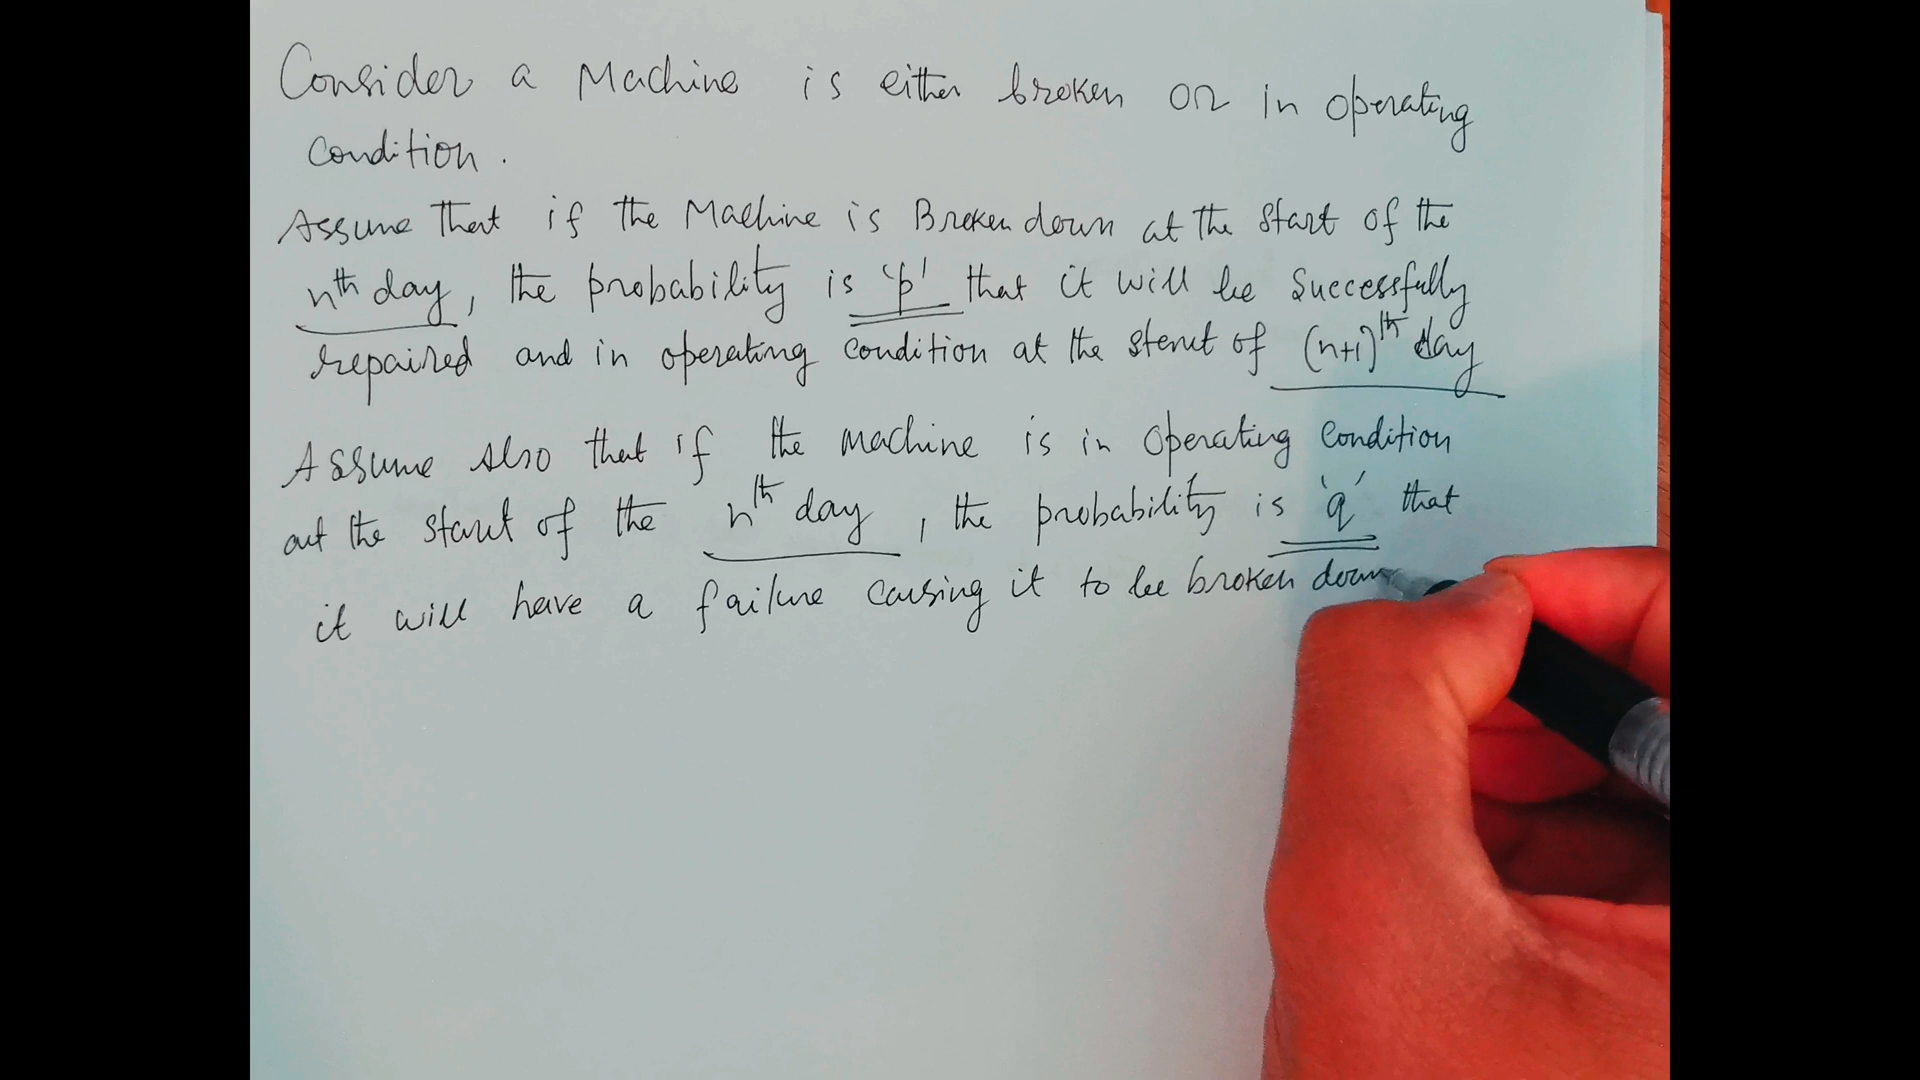 Consider a Machine is either broken or in operating
condition.
Assume that if the Machine is Broken down at the start of the
nth day, the probability is 'p' that it will be successfully
repaired and in operating condition at the start of (n+1)th day
Assume also that if the machine is in operating condition
at the start of the nth day, the probability is 'q' that
it will have a failure causing it to be broken down